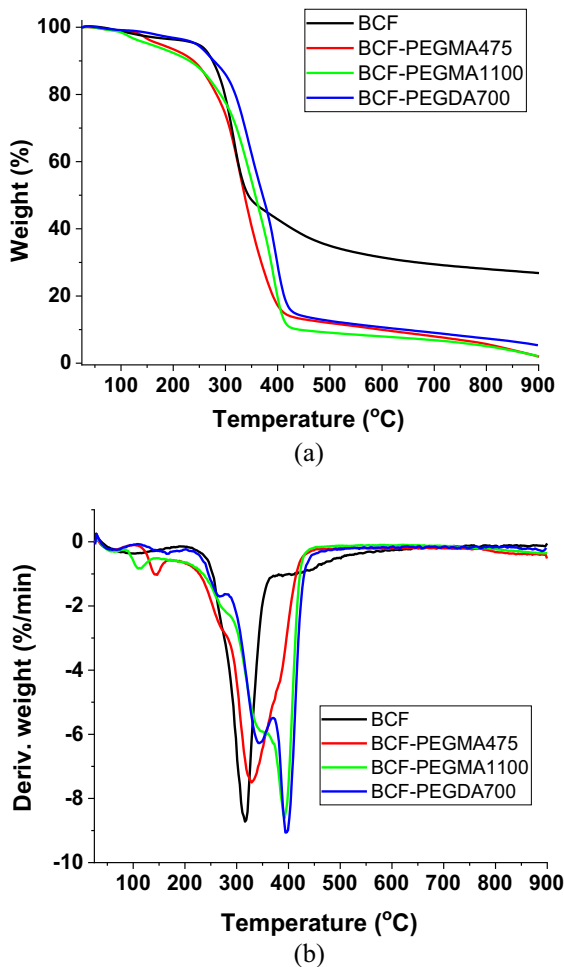 100
80
60
40
20
0
Weight (%)
BCF
BCF-PEGMA475
BCF-PEGMA1100
BCF-PEGDA700
100 200 300 400 500 600 700 800 900
Temperature (°C)
(a)
0
-2
-4
-6
-8
-10
Deriv. weight (%/min)
BCF
BCF-PEGMA475
BCF-PEGMA1100
BCF-PEGDA700
100 200 300 400 500 600 700 800 900
Temperature (°C)
(b)